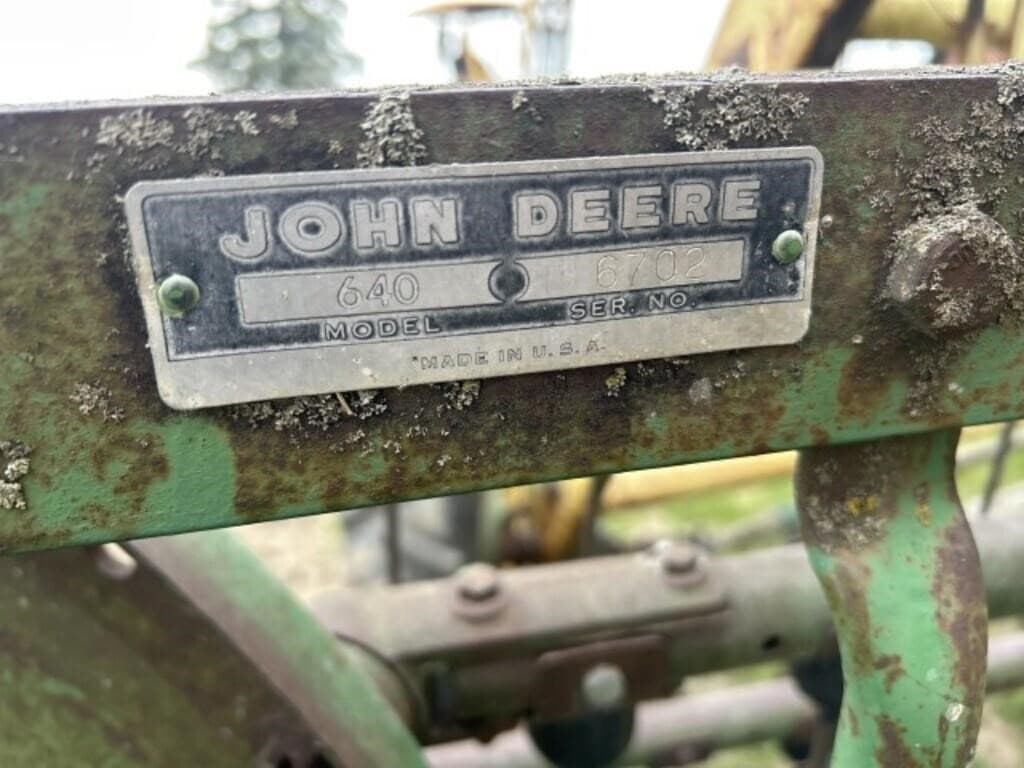 JOHN DEERE
640 6702
MODEL SER. NO.
MADE IN U.S.A.